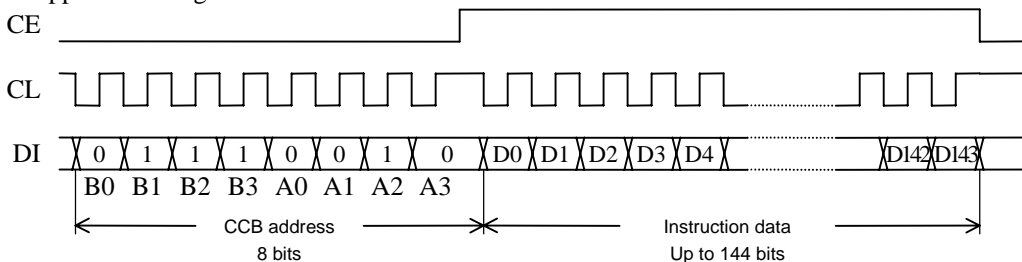 CE
CL
DI 0 1 1 1 0 0 1 0 D0 D1 D2 D3 D4 D142 D143
B0 B1 B2 B3 A0 A1 A2 A3
CCB address Instruction data
8 bits Up to 144 bits